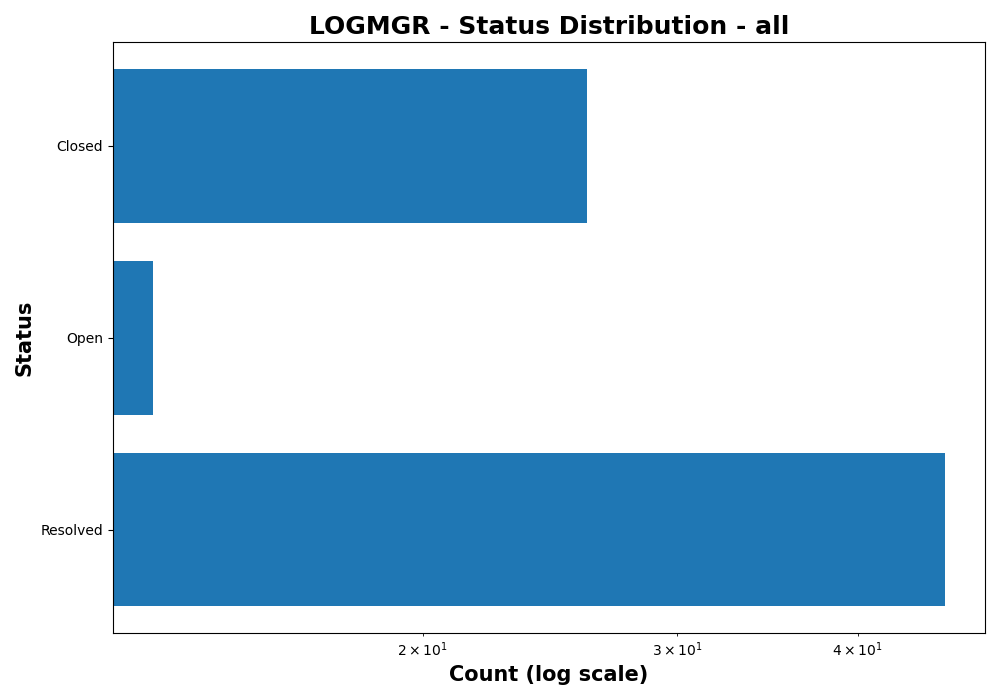 LOGMGR - Status Distribution - all
Status
Closed
Open
Resolved
2 × 10¹
3 × 10¹
4 × 10¹
Count (log scale)